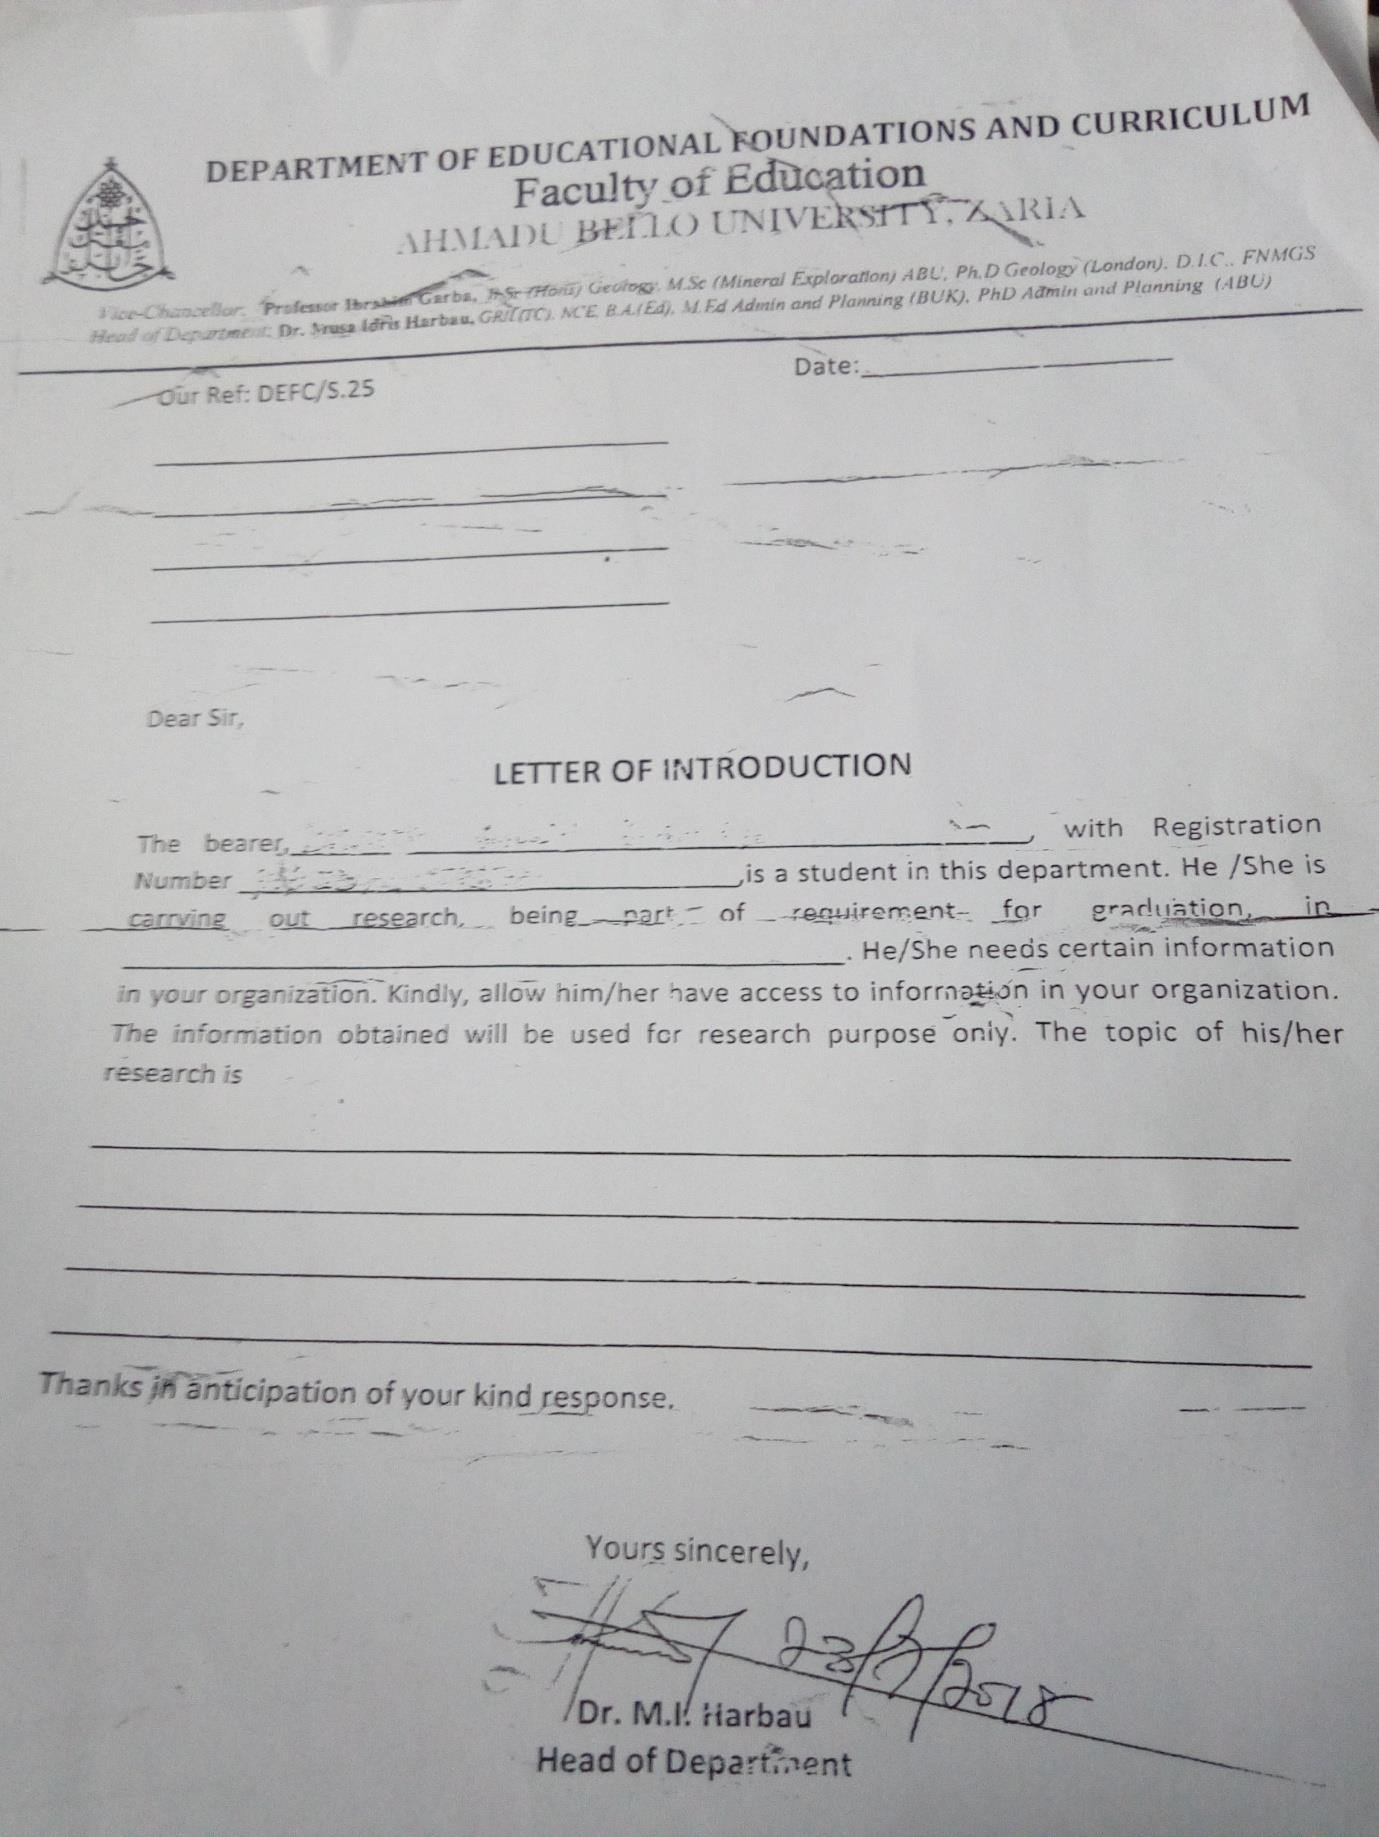 DEPARTMENT OF EDUCATIONAL FOUNDATIONS AND CURRICULUM
Faculty of Education
AHMADU BELLO UNIVERSITY, ZARIA
Vice-Chancellor: Professor Ibrahim Garba, B.Sc (Hons) Geology, M.Sc (Mineral Exploration) ABU, Ph.D Geology (London), D.I.C., FNMGS
Head of Department: Dr. Idris Harbau, NCE, B.A.(Ed), M.Ed Admin and Planning (BUK), PhD Admin and Planning (ABU)
Date:
Our Ref: DEFC/S.25
Dear Sir,
LETTER OF INTRODUCTION
The bearer, , with Registration
Number ,is a student in this department. He /She is
carrying out research, being part of requirement for graduation, in
. He/She needs certain information
in your organization. Kindly, allow him/her have access to information in your organization.
The information obtained will be used for research purpose only. The topic of his/her
research is
Thanks in anticipation of your kind response.
Yours sincerely,
23/7/2018
Dr. M.I. Harbau
Head of Department